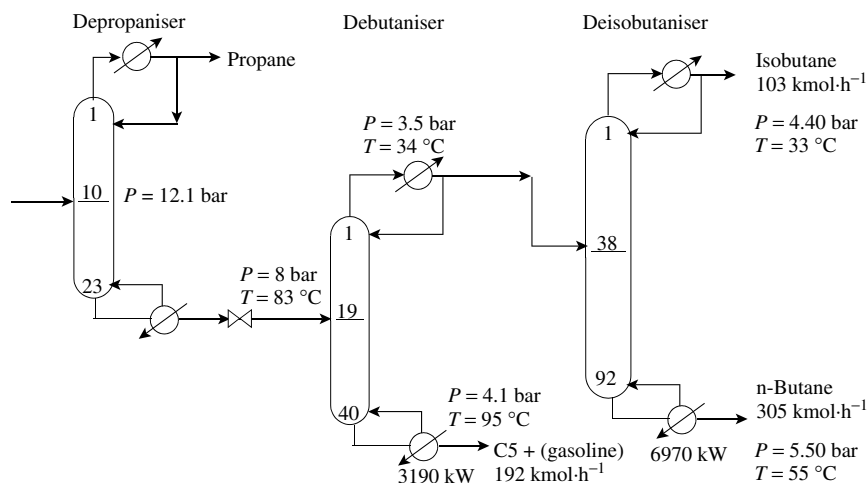 Depropaniser
Debutaniser
Deisobutaniser
Propane
1
10
P = 12.1 bar
23
P = 8 bar
T = 83 °C
P = 3.5 bar
T = 34 °C
1
19
40
P = 4.1 bar
T = 95 °C
3190 kW
C5 + (gasoline)
192 kmol·h⁻¹
Isobutane
103 kmol·h⁻¹
P = 4.40 bar
T = 33 °C
1
38
92
6970 kW
n-Butane
305 kmol·h⁻¹
P = 5.50 bar
T = 55 °C